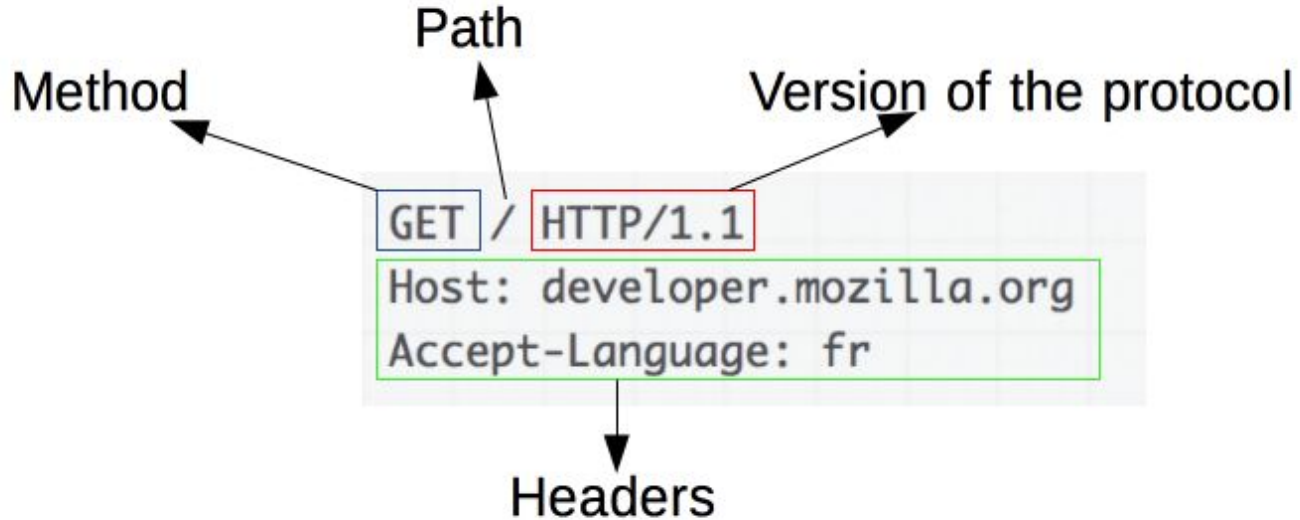 Path
Method
Version of the protocol
GET / HTTP/1.1
Host: developer.mozilla.org
Accept-Language: fr
Headers